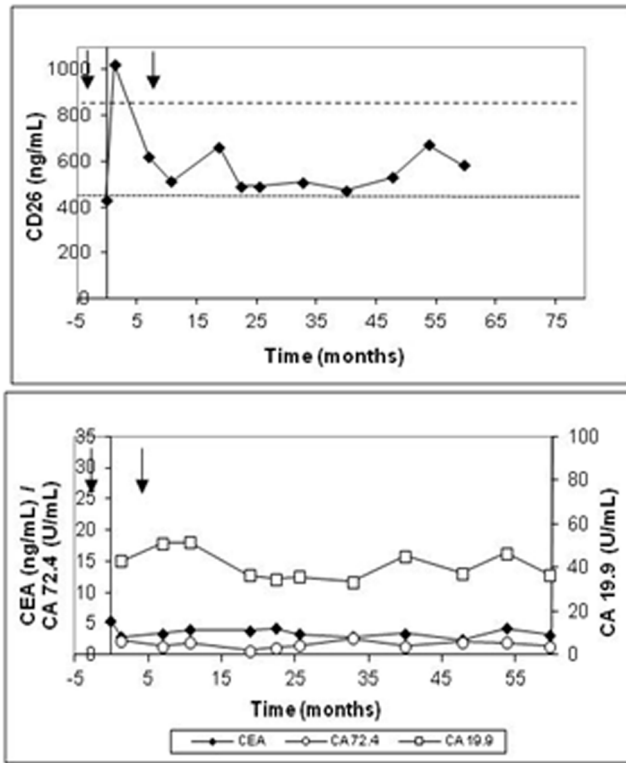 1000
800
600
400
200
0
CD26 (ng/mL)
-5 5 15 25 35 45 55 65 75
Time (months)
35
30
25
20
15
10
5
0
CEA (ng/mL) /
CA 72.4 (U/mL)
100
80
60
40
20
0
CA 19.9 (U/mL)
-5 5 15 25 35 45 55
Time (months)
CEA CA72.4 CA19.9